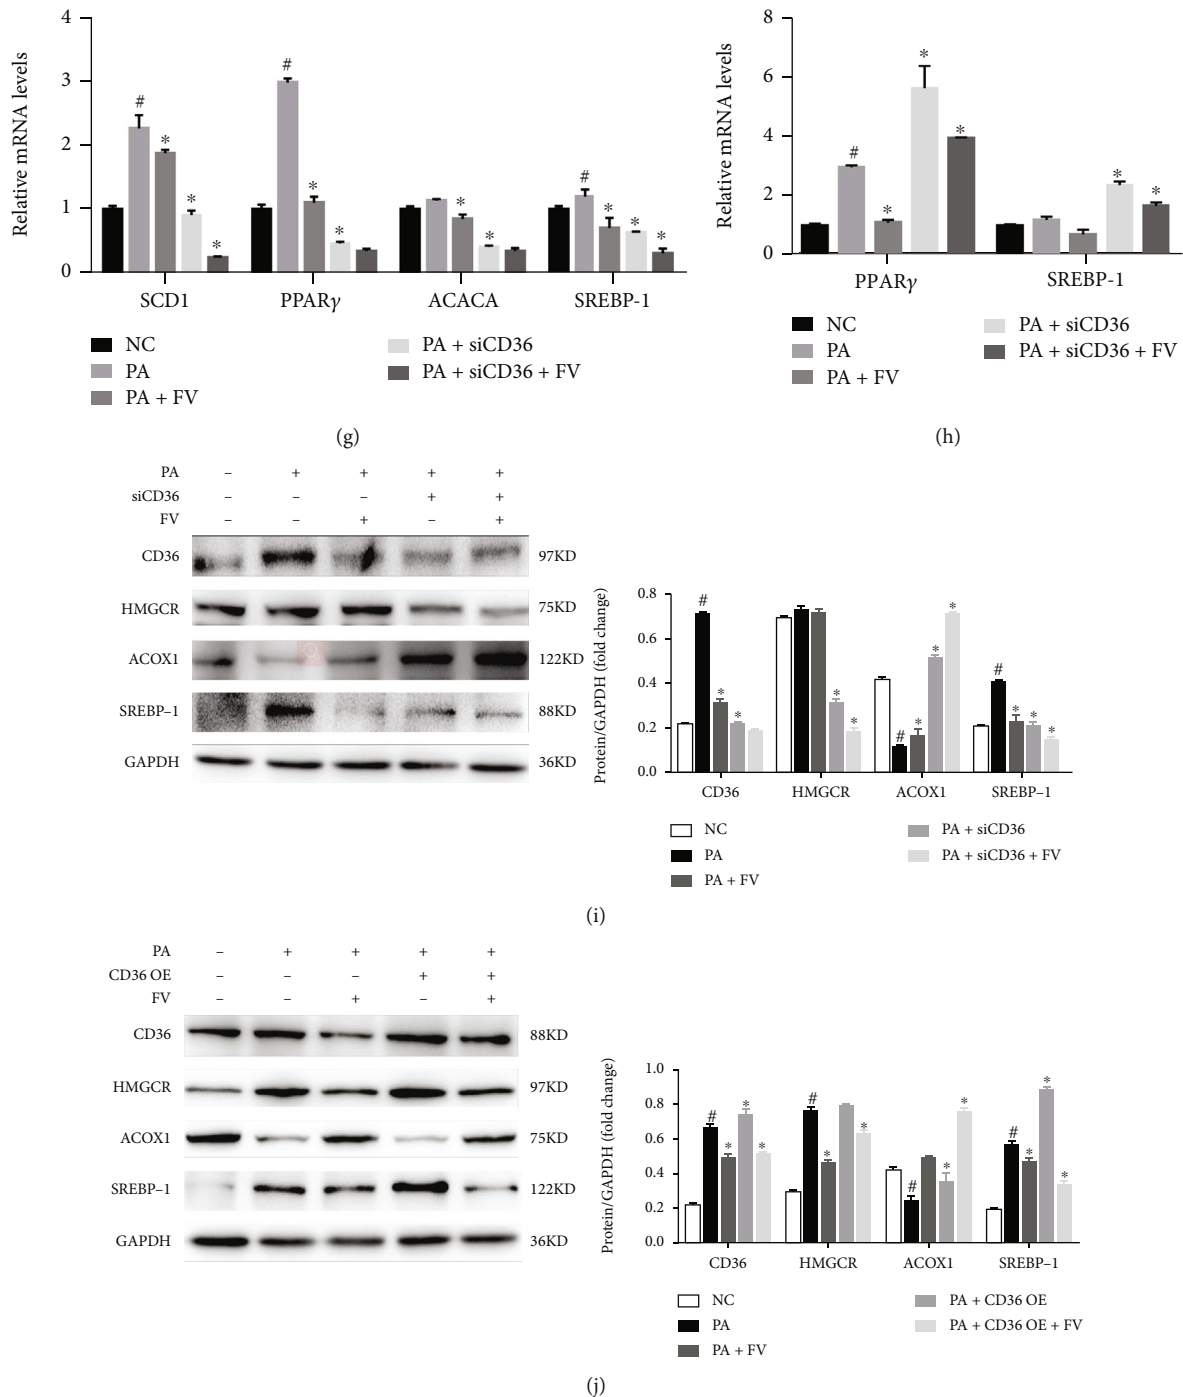 4
3
2
1
0
Relative mRNA levels
#
*
*
*
#
*
*
*
*
#
*
*
*
SCD1
PPARγ
ACACA
SREBP-1
NC
PA
PA + FV
PA + siCD36
PA + siCD36 + FV
(g)
8
6
4
2
0
Relative mRNA levels
#
*
*
*
*
*
PPARγ
SREBP-1
NC
PA
PA + FV
PA + siCD36
PA + siCD36 + FV
(h)
PA – + + + +
siCD36 – – – + +
FV – – + – +
CD36 97KD
HMGCR 75KD
ACOX1 122KD
SREBP–1 88KD
GAPDH 36KD
Protein/GAPDH (fold change)
0.8
0.6
0.4
0.2
0.0
#
*
*
*
*
#
*
*
*
#
*
*
*
CD36
HMGCR
ACOX1
SREBP–1
NC
PA
PA + FV
PA + siCD36
PA + siCD36 + FV
(i)
PA – + + + +
CD36 OE – – – + +
FV – – + – +
CD36 88KD
HMGCR 97KD
ACOX1 75KD
SREBP–1 122KD
GAPDH 36KD
Protein/GAPDH (fold change)
1.0
0.8
0.6
0.4
0.2
0.0
#
*
*
*
#
*
*
#
*
*
#
*
*
*
CD36
HMGCR
ACOX1
SREBP–1
NC
PA
PA + FV
PA + CD36 OE
PA + CD36 OE + FV
(j)